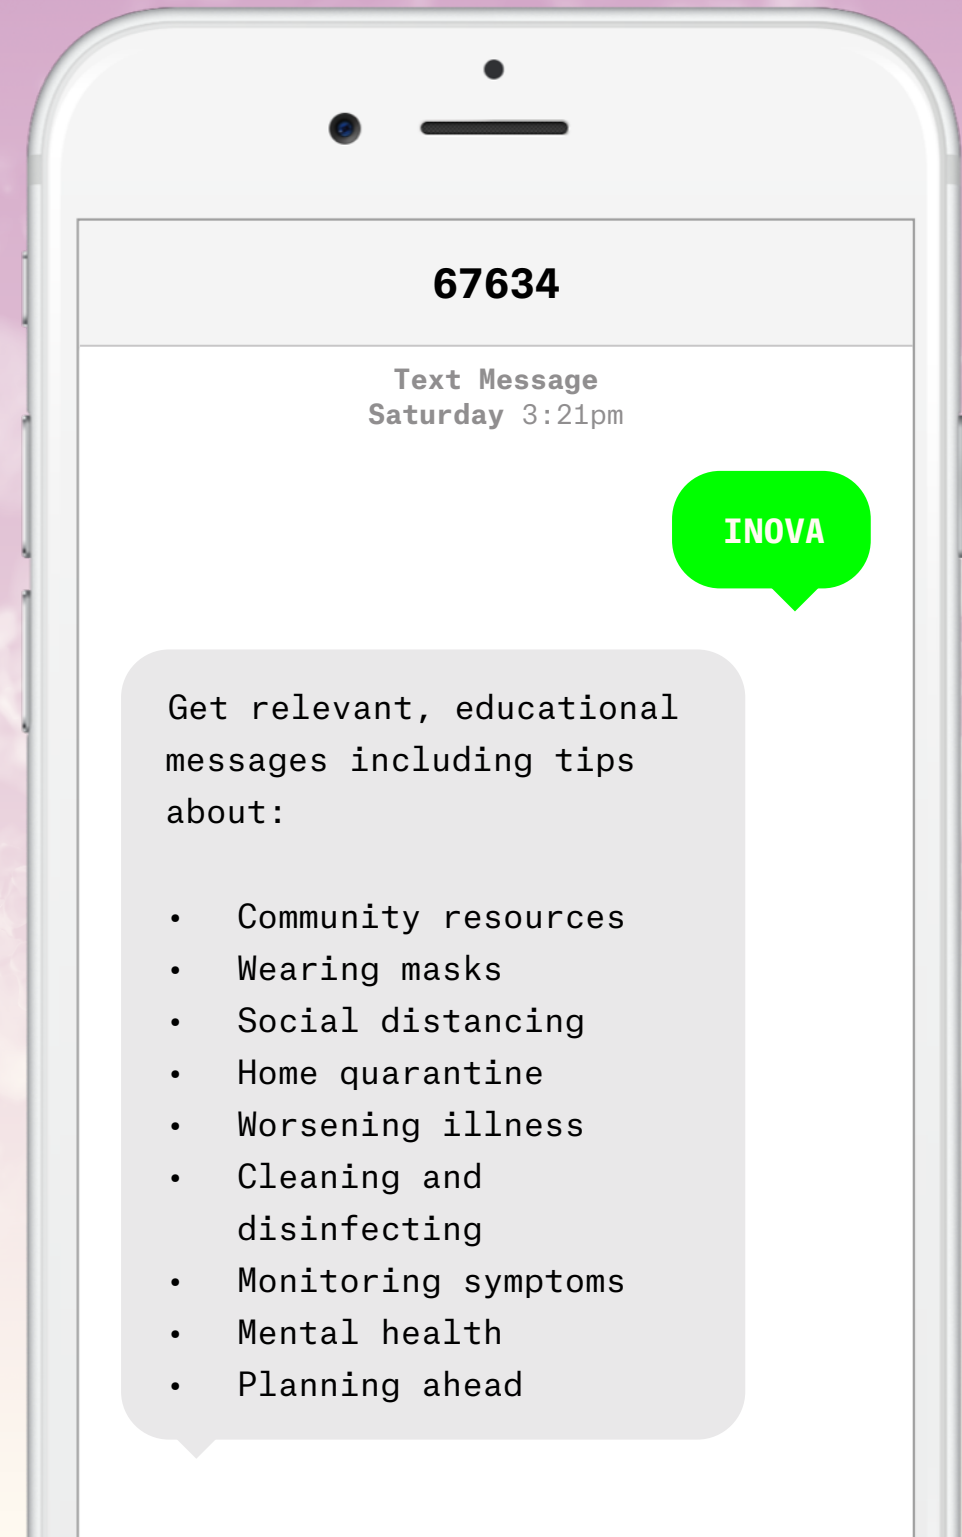 67634
Text Message
Saturday 3:21pm
INOVA
Get relevant, educational
messages including tips
about:
• Community resources
• Wearing masks
• Social distancing
• Home quarantine
• Worsening illness
• Cleaning and
disinfecting
• Monitoring symptoms
• Mental health
• Planning ahead